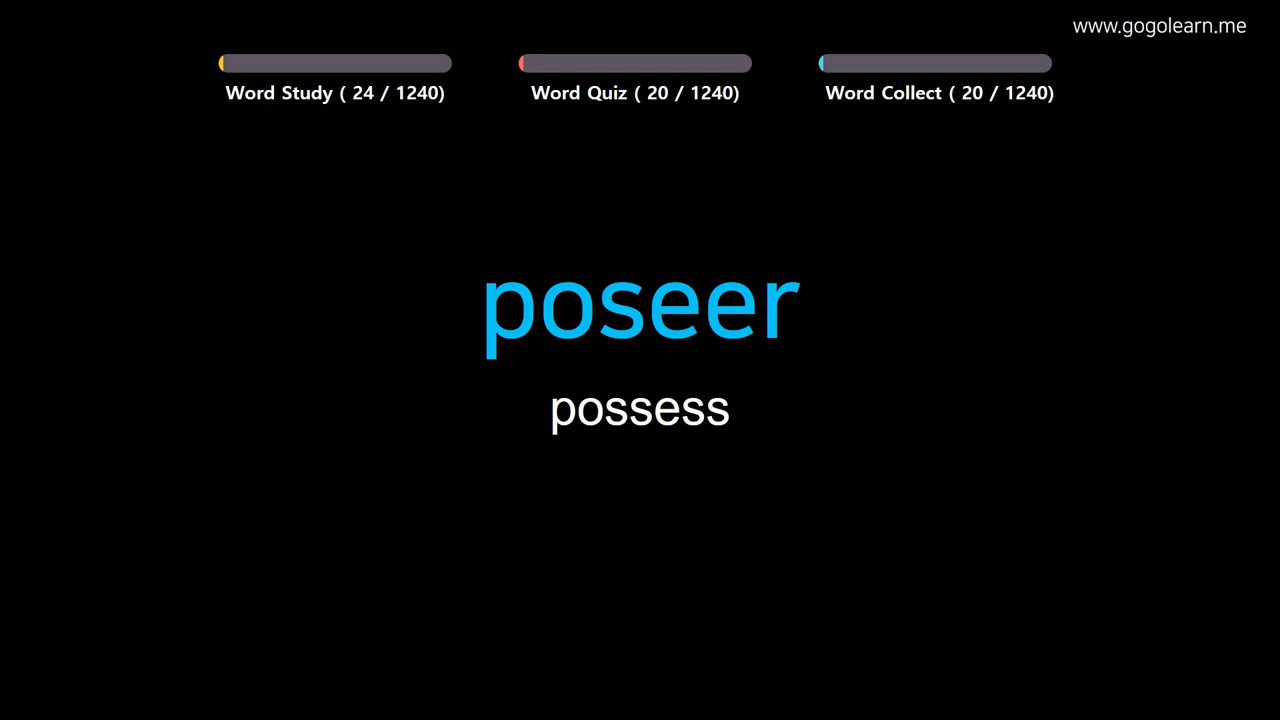 www.gogolearn.me
Word Study ( 24 / 1240)
Word Quiz ( 20 / 1240)
Word Collect ( 20 / 1240)
poseer
possess